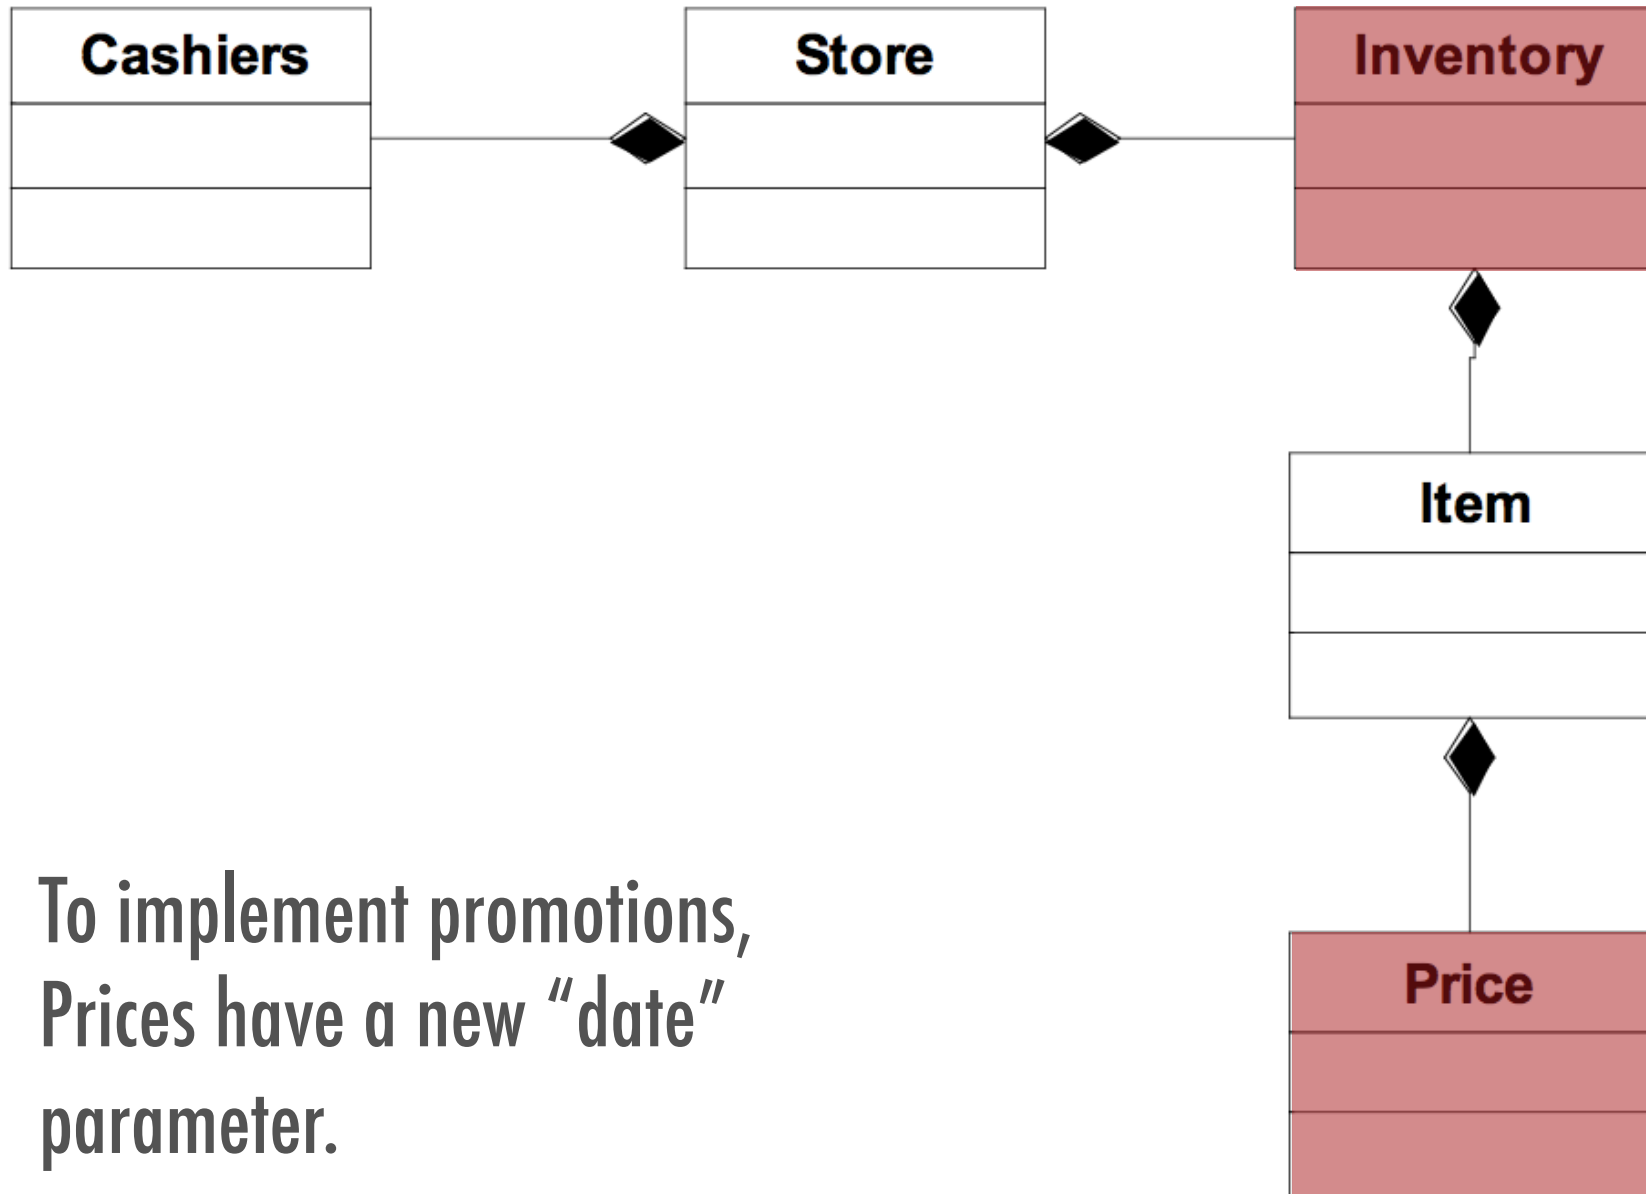 Cashiers
Store
Inventory
Item
Price
To implement promotions,
Prices have a new “date”
parameter.